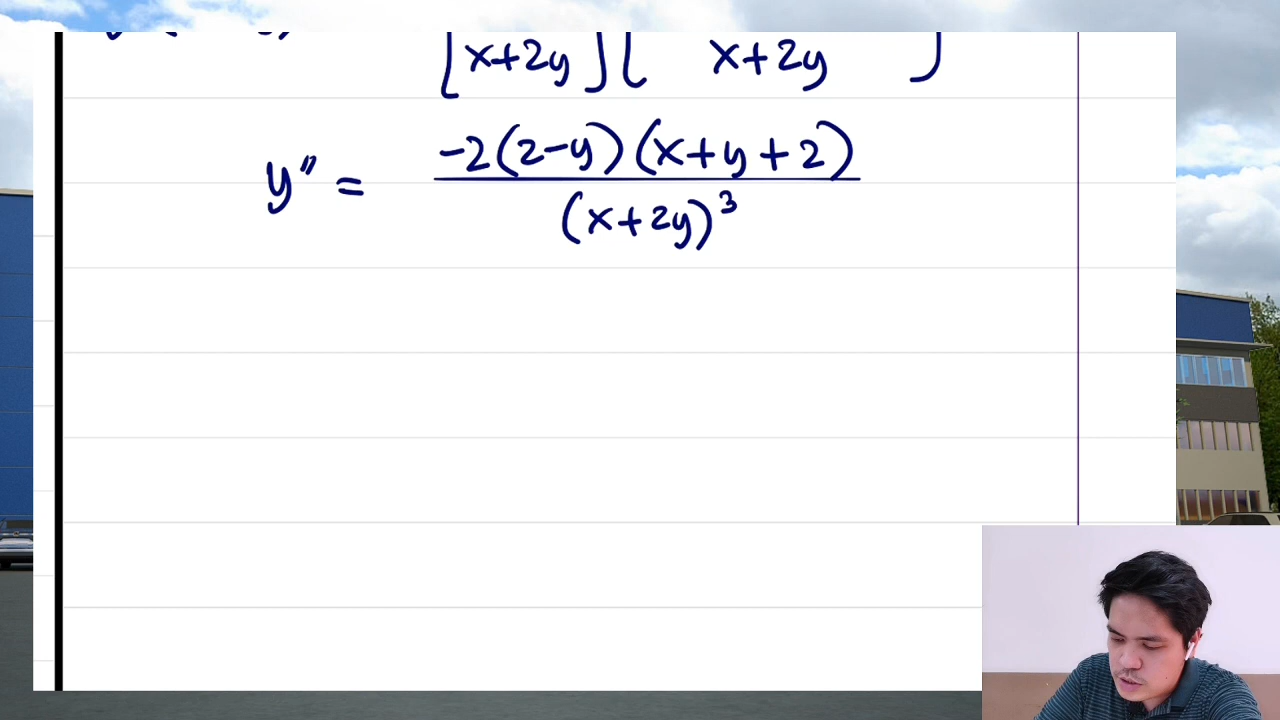 [x+2y] [ x+2y ]
y" = -2(2-y)(x+y+2)
(x+2y)³